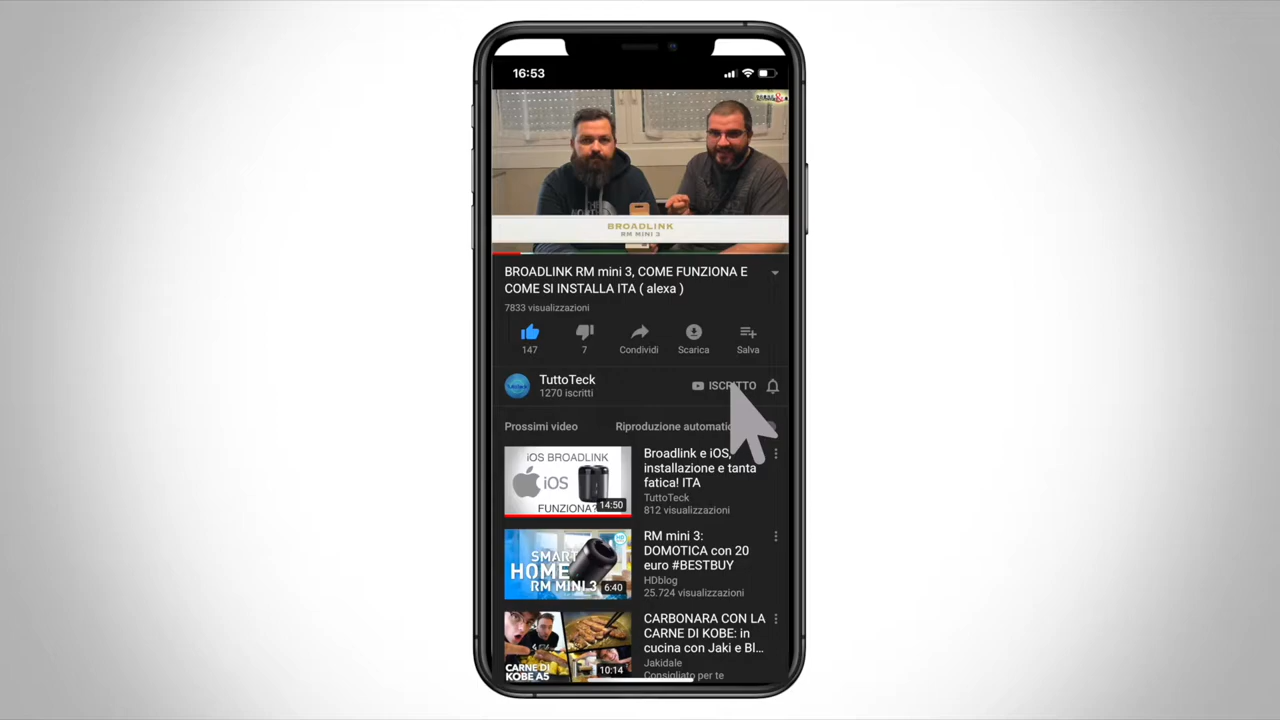 16:53
BROADLINK
RM MINI 3
BROADLINK RM mini 3, COME FUNZIONA E
COME SI INSTALLA ITA ( alexa )
7833 visualizzazioni
147
7
Condividi
Scarica
Salva
TuttoTeck
1270 iscritti
ISCRITTO
Prossimi video
Riproduzione automatic
iOS BROADLINK
iOS
FUNZIONA?
14:50
Broadlink e iOS,
installazione e tanta
fatica! ITA
TuttoTeck
812 visualizzazioni
SMART
HOME
RM MINI 3
HD
6:40
RM mini 3:
DOMOTICA con 20
euro #BESTBUY
HDblog
25.724 visualizzazioni
CARNE DI
KOBE A5
10:14
CARBONARA CON LA
CARNE DI KOBE: in
cucina con Jaki e Bl...
Jakidale
Consigliato per te